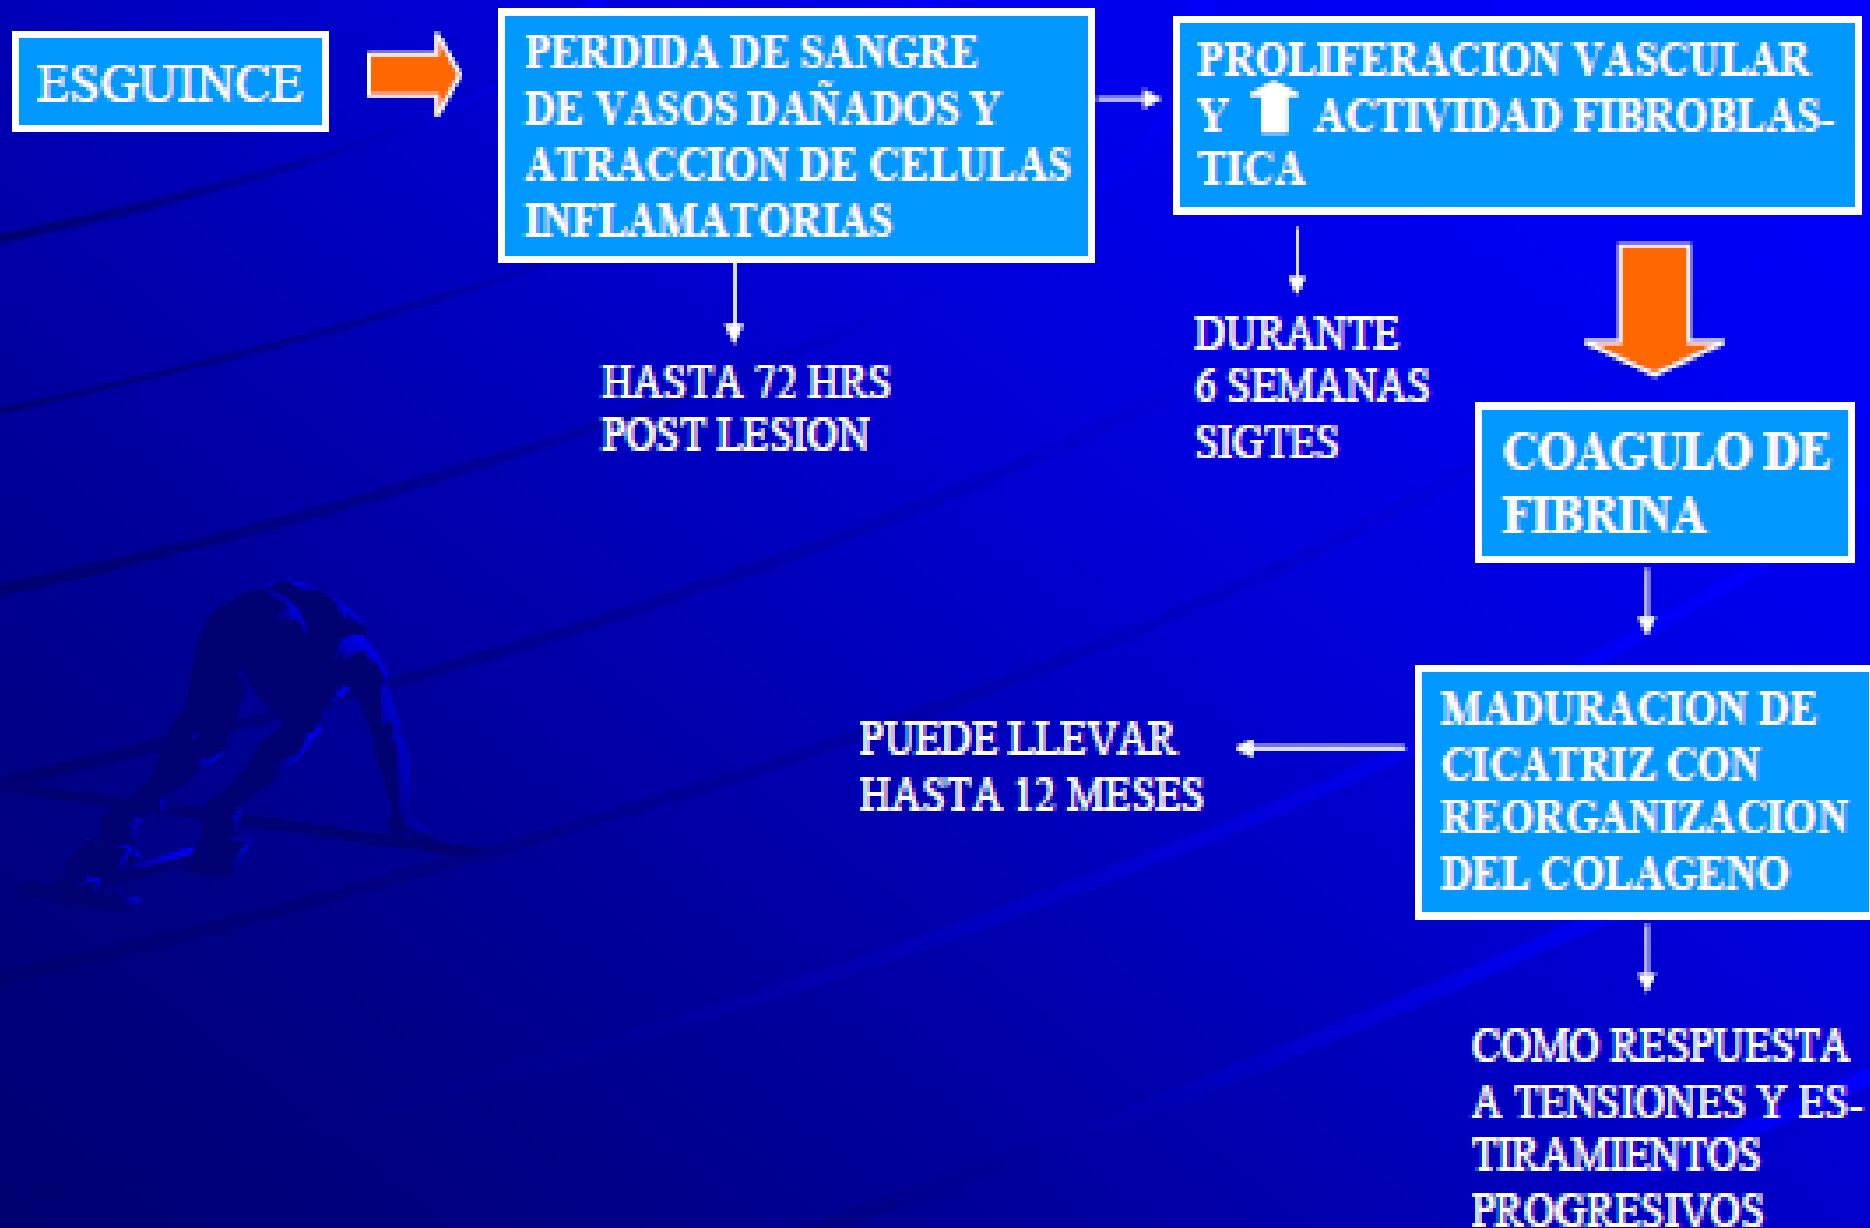 ESGUINCE
PERDIDA DE SANGRE
DE VASOS DAÑADOS Y
ATRACCION DE CELULAS
INFLAMATORIAS
HASTA 72 HRS
POST LESION
PROLIFERACION VASCULAR
Y ⬆ ACTIVIDAD FIBROBLAS-
TICA
DURANTE
6 SEMANAS
SIGTES
COAGULO DE
FIBRINA
MADURACION DE
CICATRIZ CON
REORGANIZACION
DEL COLAGENO
PUEDE LLEVAR
HASTA 12 MESES
COMO RESPUESTA
A TENSIONES Y ES-
TIRAMIENTOS
PROGRESIVOS